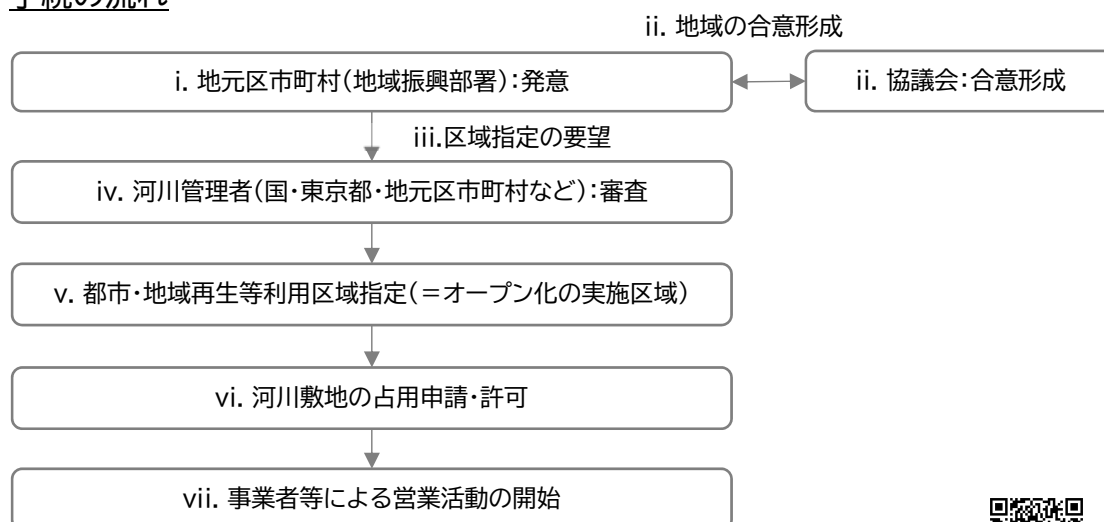 手続の流れ
ii. 地域の合意形成
i. 地元区市町村(地域振興部署):発意
ii. 協議会:合意形成
iii.区域指定の要望
iv. 河川管理者(国・東京都・地元区市町村など):審査
v. 都市・地域再生等利用区域指定(=オープン化の実施区域)
vi. 河川敷地の占用申請・許可
vii. 事業者等による営業活動の開始